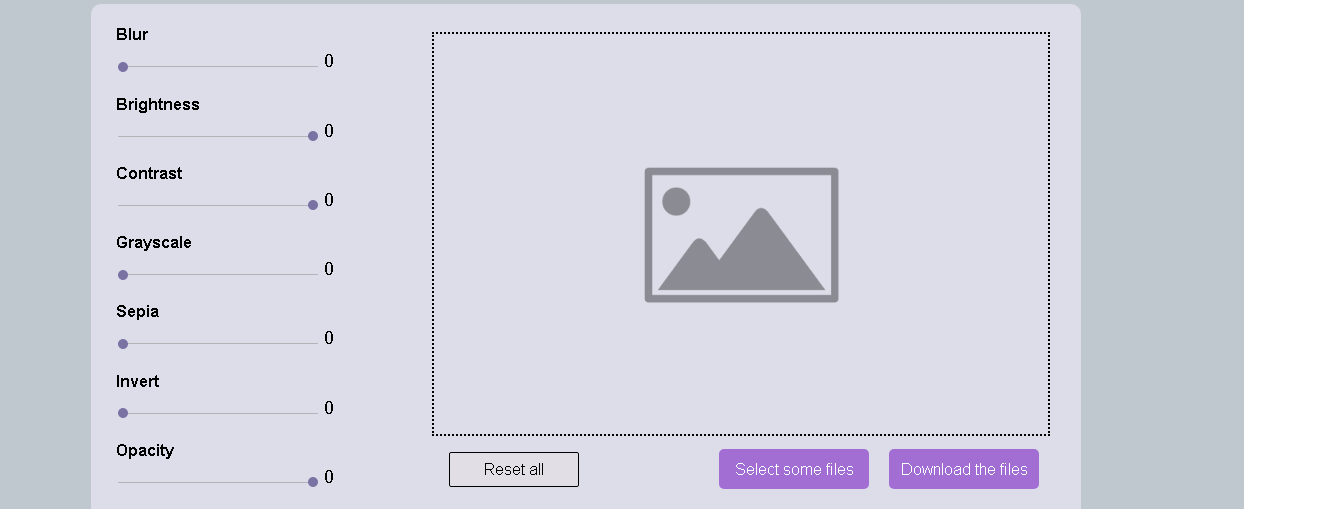 Blur
0
Brightness
0
Contrast
0
Grayscale
0
Sepia
0
Invert
0
Opacity
0
Reset all
Select some files
Download the files